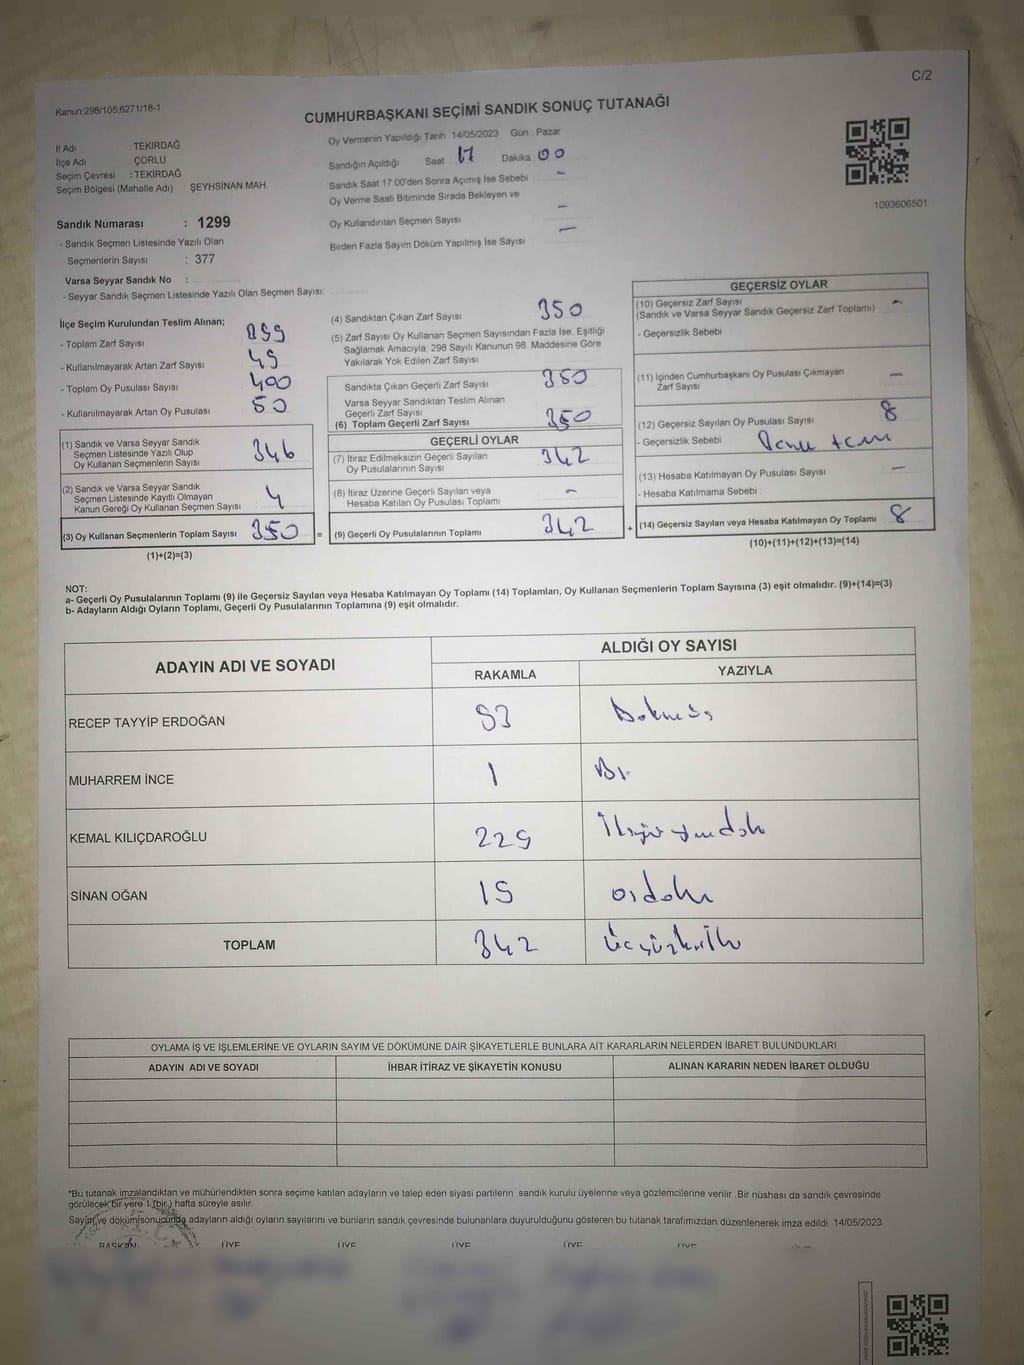 C/2
Kanun:298/105;6271/18-1
CUMHURBAŞKANI SEÇİMİ SANDIK SONUÇ TUTANAĞI
İl Adı : TEKİRDAĞ
İlçe Adı : ÇORLU
Seçim Çevresi : TEKİRDAĞ
Seçim Bölgesi (Mahalle Adı) : ŞEYHSİNAN MAH.
Sandık Numarası : 1299
- Sandık Seçmen Listesinde Yazılı Olan
Seçmenlerin Sayısı : 377
Varsa Seyyar Sandık No :
- Seyyar Sandık Seçmen Listesinde Yazılı Olan Seçmen Sayısı:
Oy Vermenin Yapıldığı Tarih 14/05/2023 Gün : Pazar
Sandığın Açıldığı Saat 17 Dakika 00
Sandık Saat 17:00'den Sonra Açımış İse Sebebi –
Oy Verme Saati Bitiminde Sırada Bekleyen ve
Oy Kullandırılan Seçmen Sayısı –
Birden Fazla Sayım Döküm Yapılmış İse Sayısı –
1093606501
İlçe Seçim Kurulundan Teslim Alınan;
- Toplam Zarf Sayısı
- Kullanılmayarak Artan Zarf Sayısı 49
- Toplam Oy Pusulası Sayısı 400
- Kullanılmayarak Artan Oy Pusulası 50
(1) Sandık ve Varsa Seyyar Sandık
Seçmen Listesinde Yazılı Olup
Oy Kullanan Seçmenlerin Sayısı 346
(2) Sandık ve Varsa Seyyar Sandık
Seçmen Listesinde Kayıtlı Olmayan
Kanun Gereği Oy Kullanan Seçmen Sayısı 4
(3) Oy Kullanan Seçmenlerin Toplam Sayısı 350 =
(1)+(2)=(3)
(4) Sandıktan Çıkan Zarf Sayısı 350
(5) Zarf Sayısı Oy Kullanan Seçmen Sayısından Fazla İse, Eşitliği
Sağlamak Amacıyla, 298 Sayılı Kanunun 98. Maddesine Göre
Yakılarak Yok Edilen Zarf Sayısı
Sandıkta Çıkan Geçerli Zarf Sayısı 350
Varsa Seyyar Sandıktan Teslim Alınan
Geçerli Zarf Sayısı
(6) Toplam Geçerli Zarf Sayısı 350
GEÇERLİ OYLAR
(7) İtiraz Edilmeksizin Geçerli Sayılan
Oy Pusulalarının Sayısı 342
(8) İtiraz Üzerine Geçerli Sayılan veya
Hesaba Katılan Oy Pusulası Toplamı –
(9) Geçerli Oy Pusulalarının Toplamı 342 +
GEÇERSİZ OYLAR
(10) Geçersiz Zarf Sayısı –
(Sandık ve Varsa Seyyar Sandık Geçersiz Zarf Toplamı)
- Geçersizlik Sebebi
(11) İçinden Cumhurbaşkanı Oy Pusulası Çıkmayan
Zarf Sayısı –
(12) Geçersiz Sayılan Oy Pusulası Sayısı 8
- Geçersizlik Sebebi
(13) Hesaba Katılmayan Oy Pusulası Sayısı –
- Hesaba Katılmama Sebebi :
(14) Geçersiz Sayılan veya Hesaba Katılmayan Oy Toplamı 8
(10)+(11)+(12)+(13)=(14)
NOT:
a- Geçerli Oy Pusulalarının Toplamı (9) ile Geçersiz Sayılan veya Hesaba Katılmayan Oy Toplamı (14) Toplamları, Oy Kullanan Seçmenlerin Toplam Sayısına (3) eşit olmalıdır. (9)+(14)=(3)
b- Adayların Aldığı Oyların Toplamı, Geçerli Oy Pusulalarının Toplamına (9) eşit olmalıdır.
ADAYIN ADI VE SOYADI
ALDIĞI OY SAYISI
RAKAMLA YAZIYLA
RECEP TAYYİP ERDOĞAN
MUHARREM İNCE 1 Bir
KEMAL KILIÇDAROĞLU 229
SİNAN OĞAN
TOPLAM 342
OYLAMA İŞ VE İŞLEMLERİNE VE OYLARIN SAYIM VE DÖKÜMÜNE DAİR ŞİKAYETLERLE BUNLARA AİT KARARLARIN NELERDEN İBARET BULUNDUKLARI
ADAYIN ADI VE SOYADI İHBAR İTİRAZ VE ŞİKAYETİN KONUSU ALINAN KARARIN NEDEN İBARET OLDUĞU
*Bu tutanak imzalandıktan ve mühürlendikten sonra seçime katılan adayların ve talep eden siyasi partilerin sandık kurulu üyelerine veya gözlemcilerine verilir. Bir nüshası da sandık çevresinde
görülecek bir yere 1 (bir) hafta süreyle asılır.
Sayım ve dökümü sonucunda adayların aldığı oyların sayılarını ve bunların sandık çevresinde bulunanlara duyurulduğunu gösteren bu tutanak tarafımızdan düzenlenerek imza edildi. 14/05/2023
BAŞKAN ÜYE ÜYE ÜYE ÜYE ÜYE